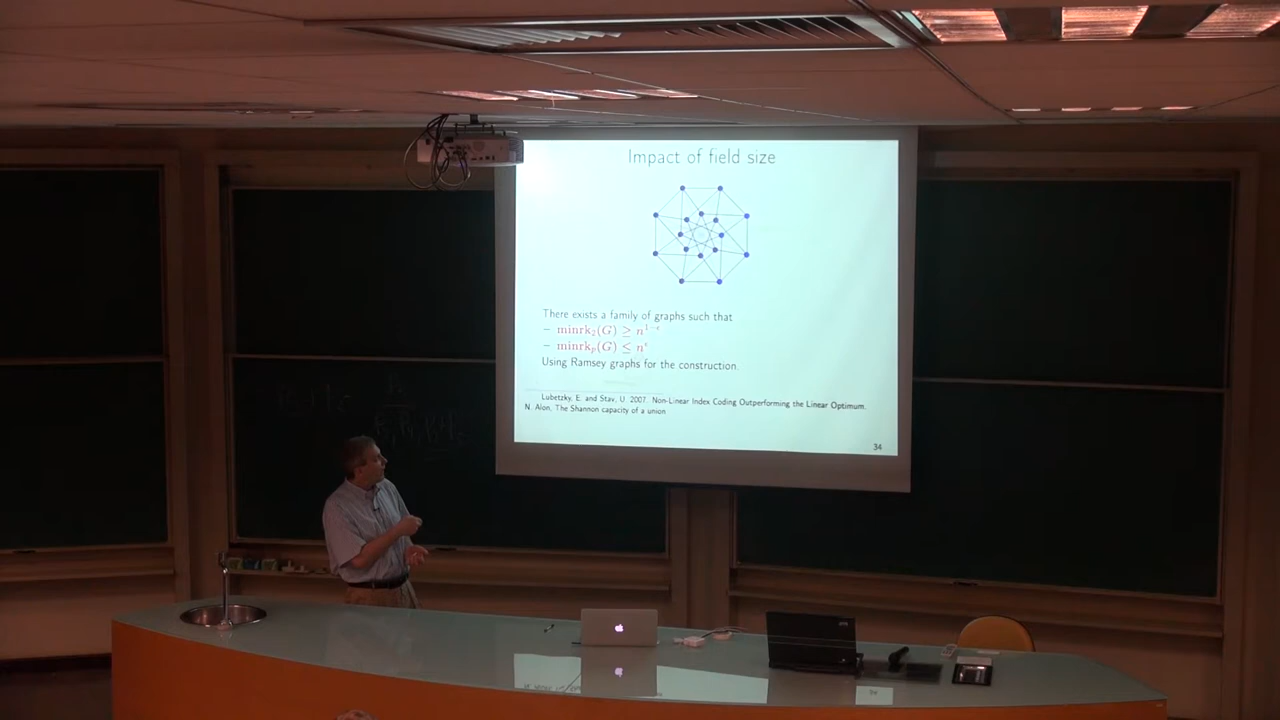 Impact of field size
There exists a family of graphs such that
– minrk₂(G) ≥ n^{1−ε}
– minrkₚ(G) ≤ n^ε
Using Ramsey graphs for the construction.
Lubetzky, E. and Stav, U. 2007. Non-Linear Index Coding Outperforming the Linear Optimum.
N. Alon, The Shannon capacity of a union
34